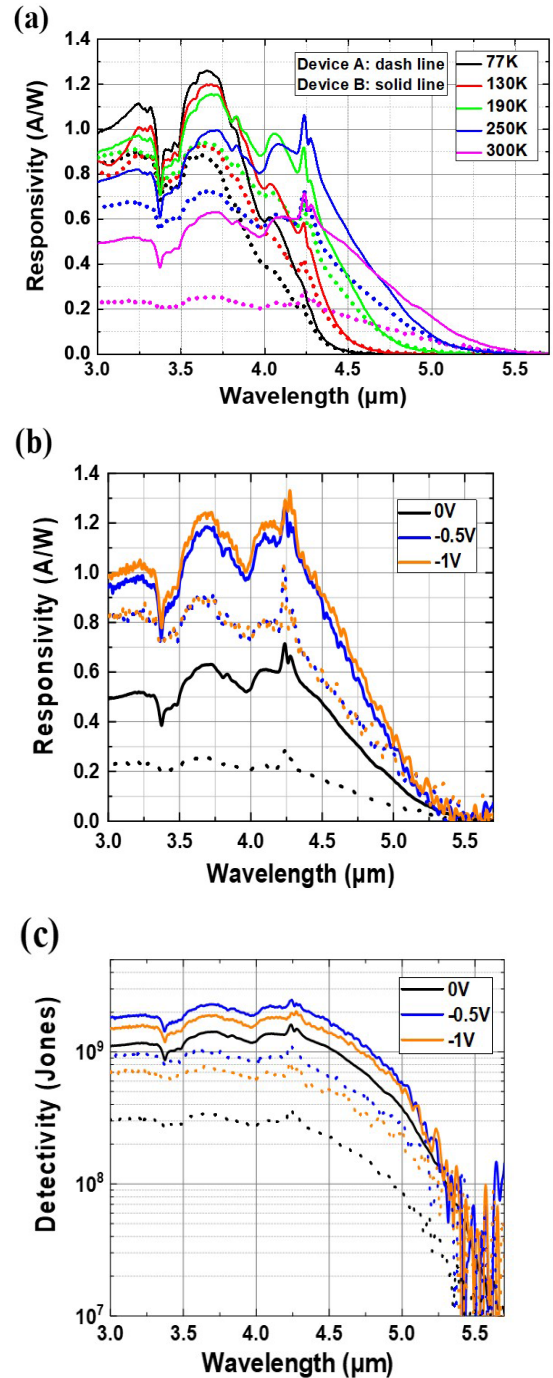 (a)
Responsivity (A/W)
1.4
1.2
1.0
0.8
0.6
0.4
0.2
0.0
Device A: dash line
Device B: solid line
77K
130K
190K
250K
300K
3.0 3.5 4.0 4.5 5.0 5.5
Wavelength (µm)
(b)
Responsivity (A/W)
1.4
1.2
1.0
0.8
0.6
0.4
0.2
0.0
0V
-0.5V
-1V
3.0 3.5 4.0 4.5 5.0 5.5
Wavelength (µm)
(c)
Detectivity (Jones)
10⁹
10⁸
10⁷
0V
-0.5V
-1V
3.0 3.5 4.0 4.5 5.0 5.5
Wavelength (µm)